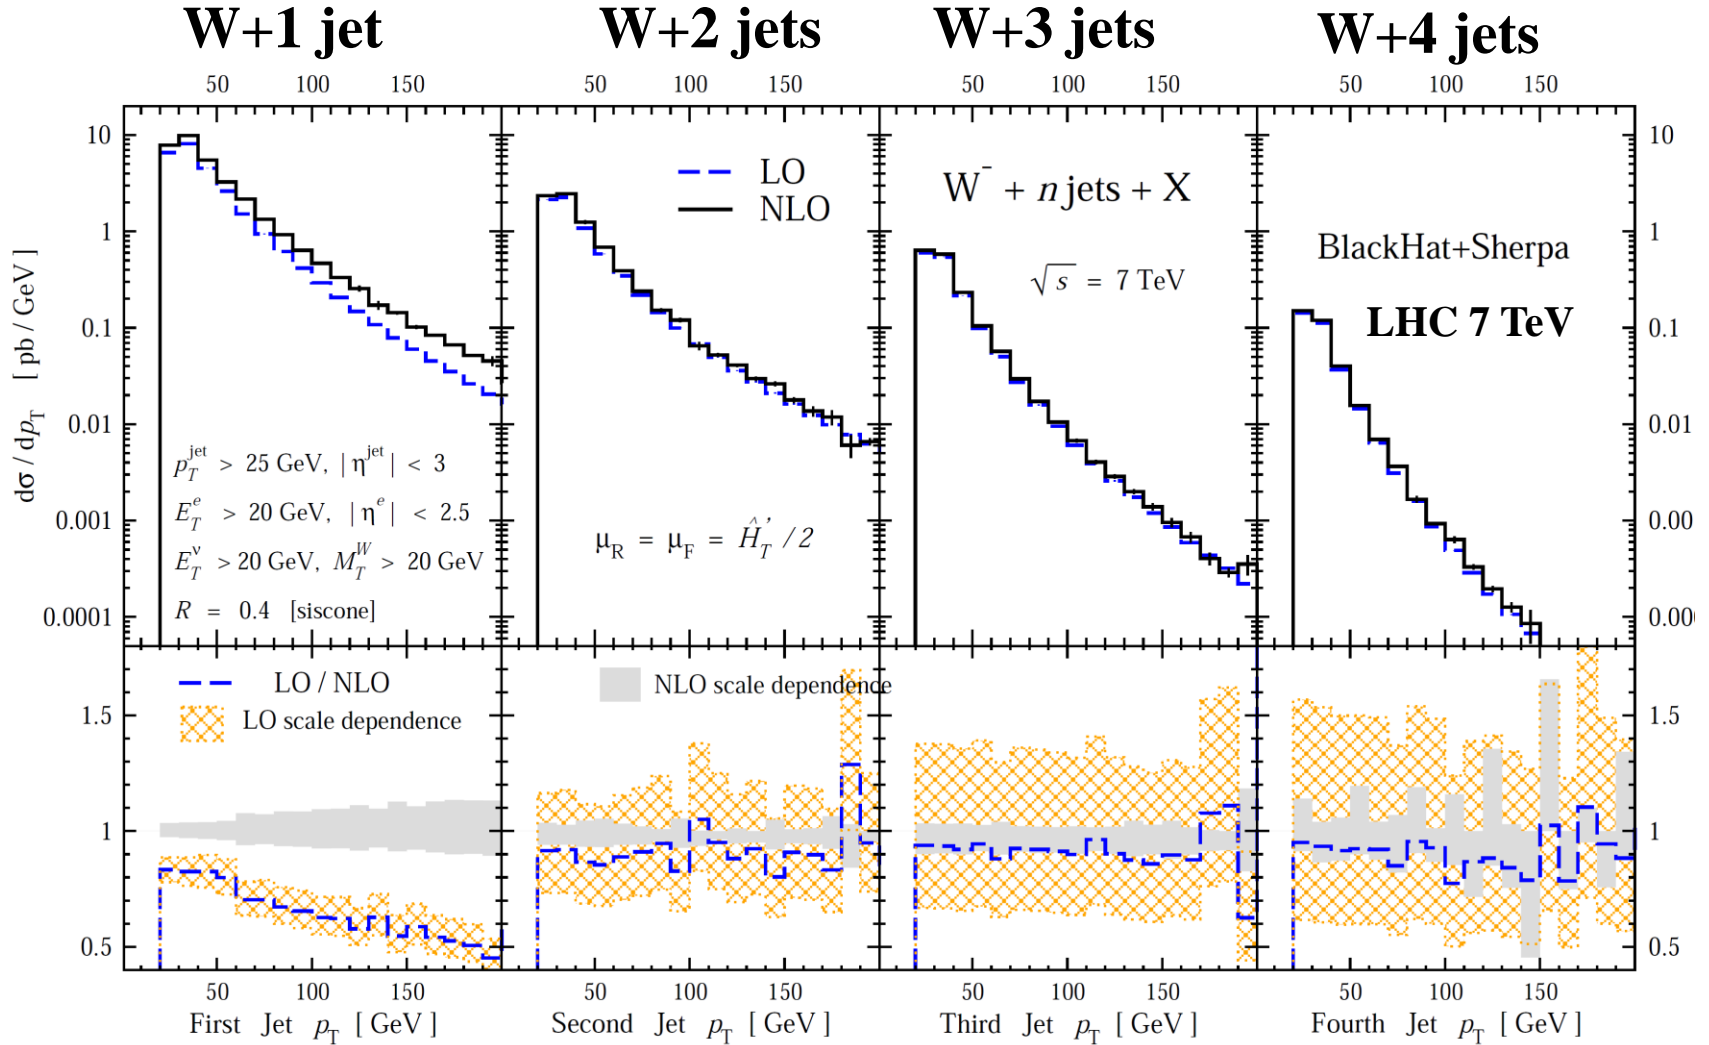 W+1 jet W+2 jets W+3 jets W+4 jets
50 100 150 50 100 150 50 100 150 50 100 150
10
1
0.1
0.01
0.001
0.0001
dσ / dp_T [ pb / GeV ]
p_T^jet > 25 GeV, | η^jet | < 3
E_T^e > 20 GeV, | η^e | < 2.5
E_T^ν > 20 GeV, M_T^W > 20 GeV
R = 0.4 [siscone]
LO
NLO
μ_R = μ_F = Ĥ_T' / 2
W^- + n jets + X
√s = 7 TeV
BlackHat+Sherpa
LHC 7 TeV
10
1
0.1
0.01
0.00
0.00
LO / NLO
LO scale dependence
NLO scale dependence
1.5
1
0.5
1.5
1
0.5
50 100 150 50 100 150 50 100 150 50 100 150
First Jet p_T [ GeV ] Second Jet p_T [ GeV ] Third Jet p_T [ GeV ] Fourth Jet p_T [ GeV ]